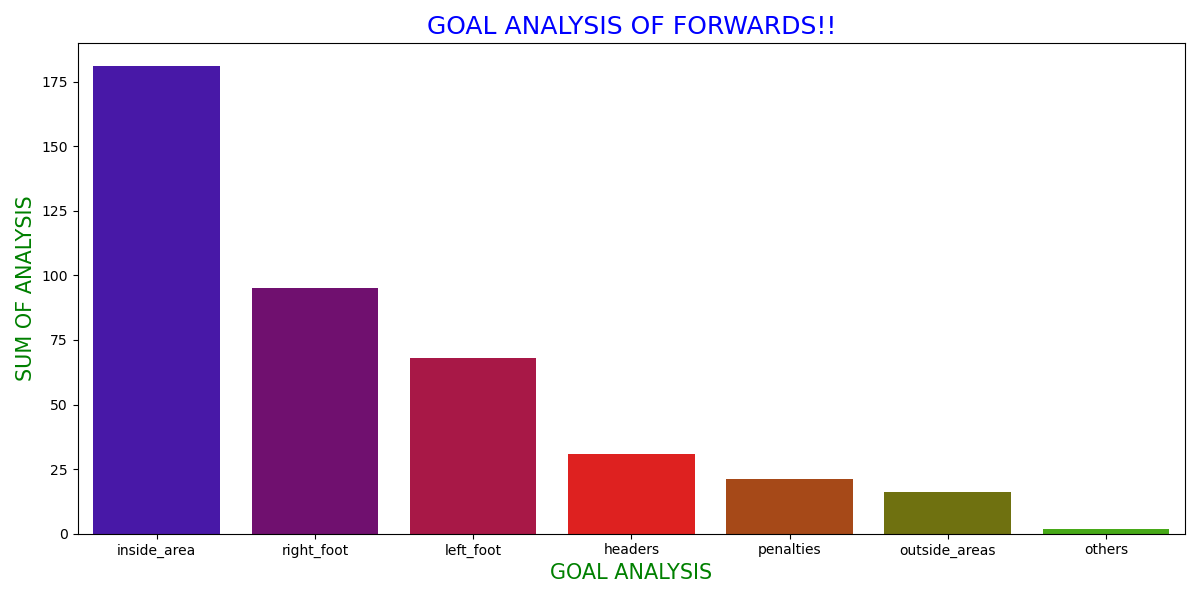 GOAL ANALYSIS OF FORWARDS!!
SUM OF ANALYSIS
175
150
125
100
75
50
25
0
inside_area right_foot left_foot headers penalties outside_areas others
GOAL ANALYSIS